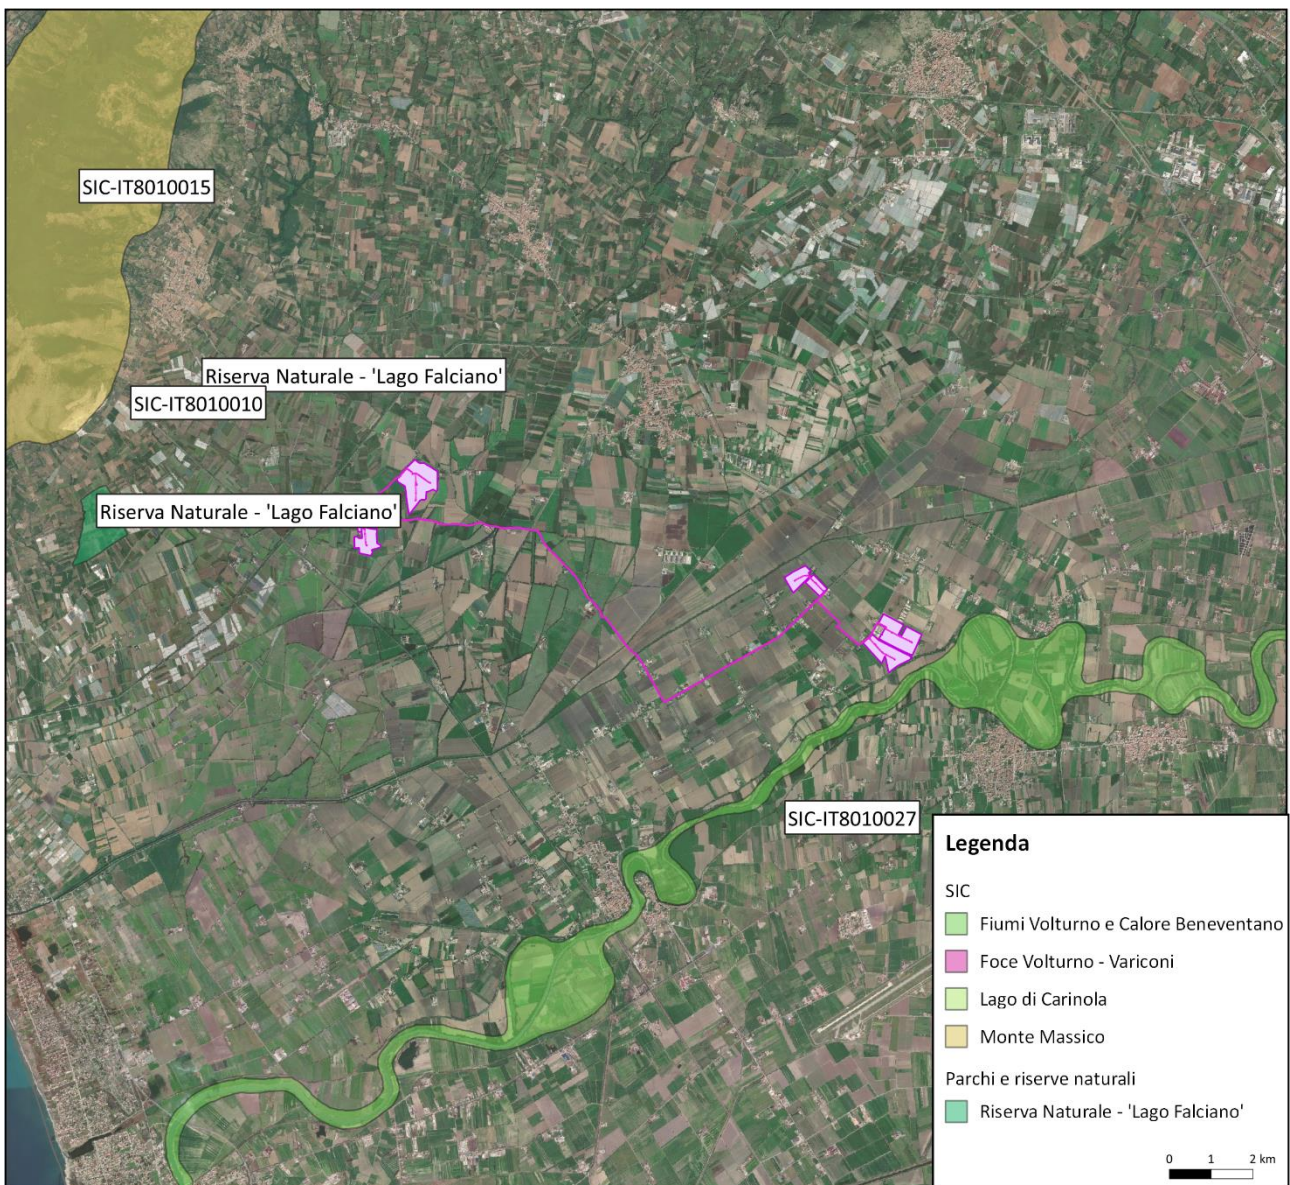 SIC-IT8010015
Riserva Naturale - 'Lago Falciano'
SIC-IT8010010
Riserva Naturale - 'Lago Falciano'
SIC-IT8010027
Legenda
SIC
Fiumi Volturno e Calore Beneventano
Foce Volturno - Variconi
Lago di Carinola
Monte Massico
Parchi e riserve naturali
Riserva Naturale - 'Lago Falciano'
0 1 2 km